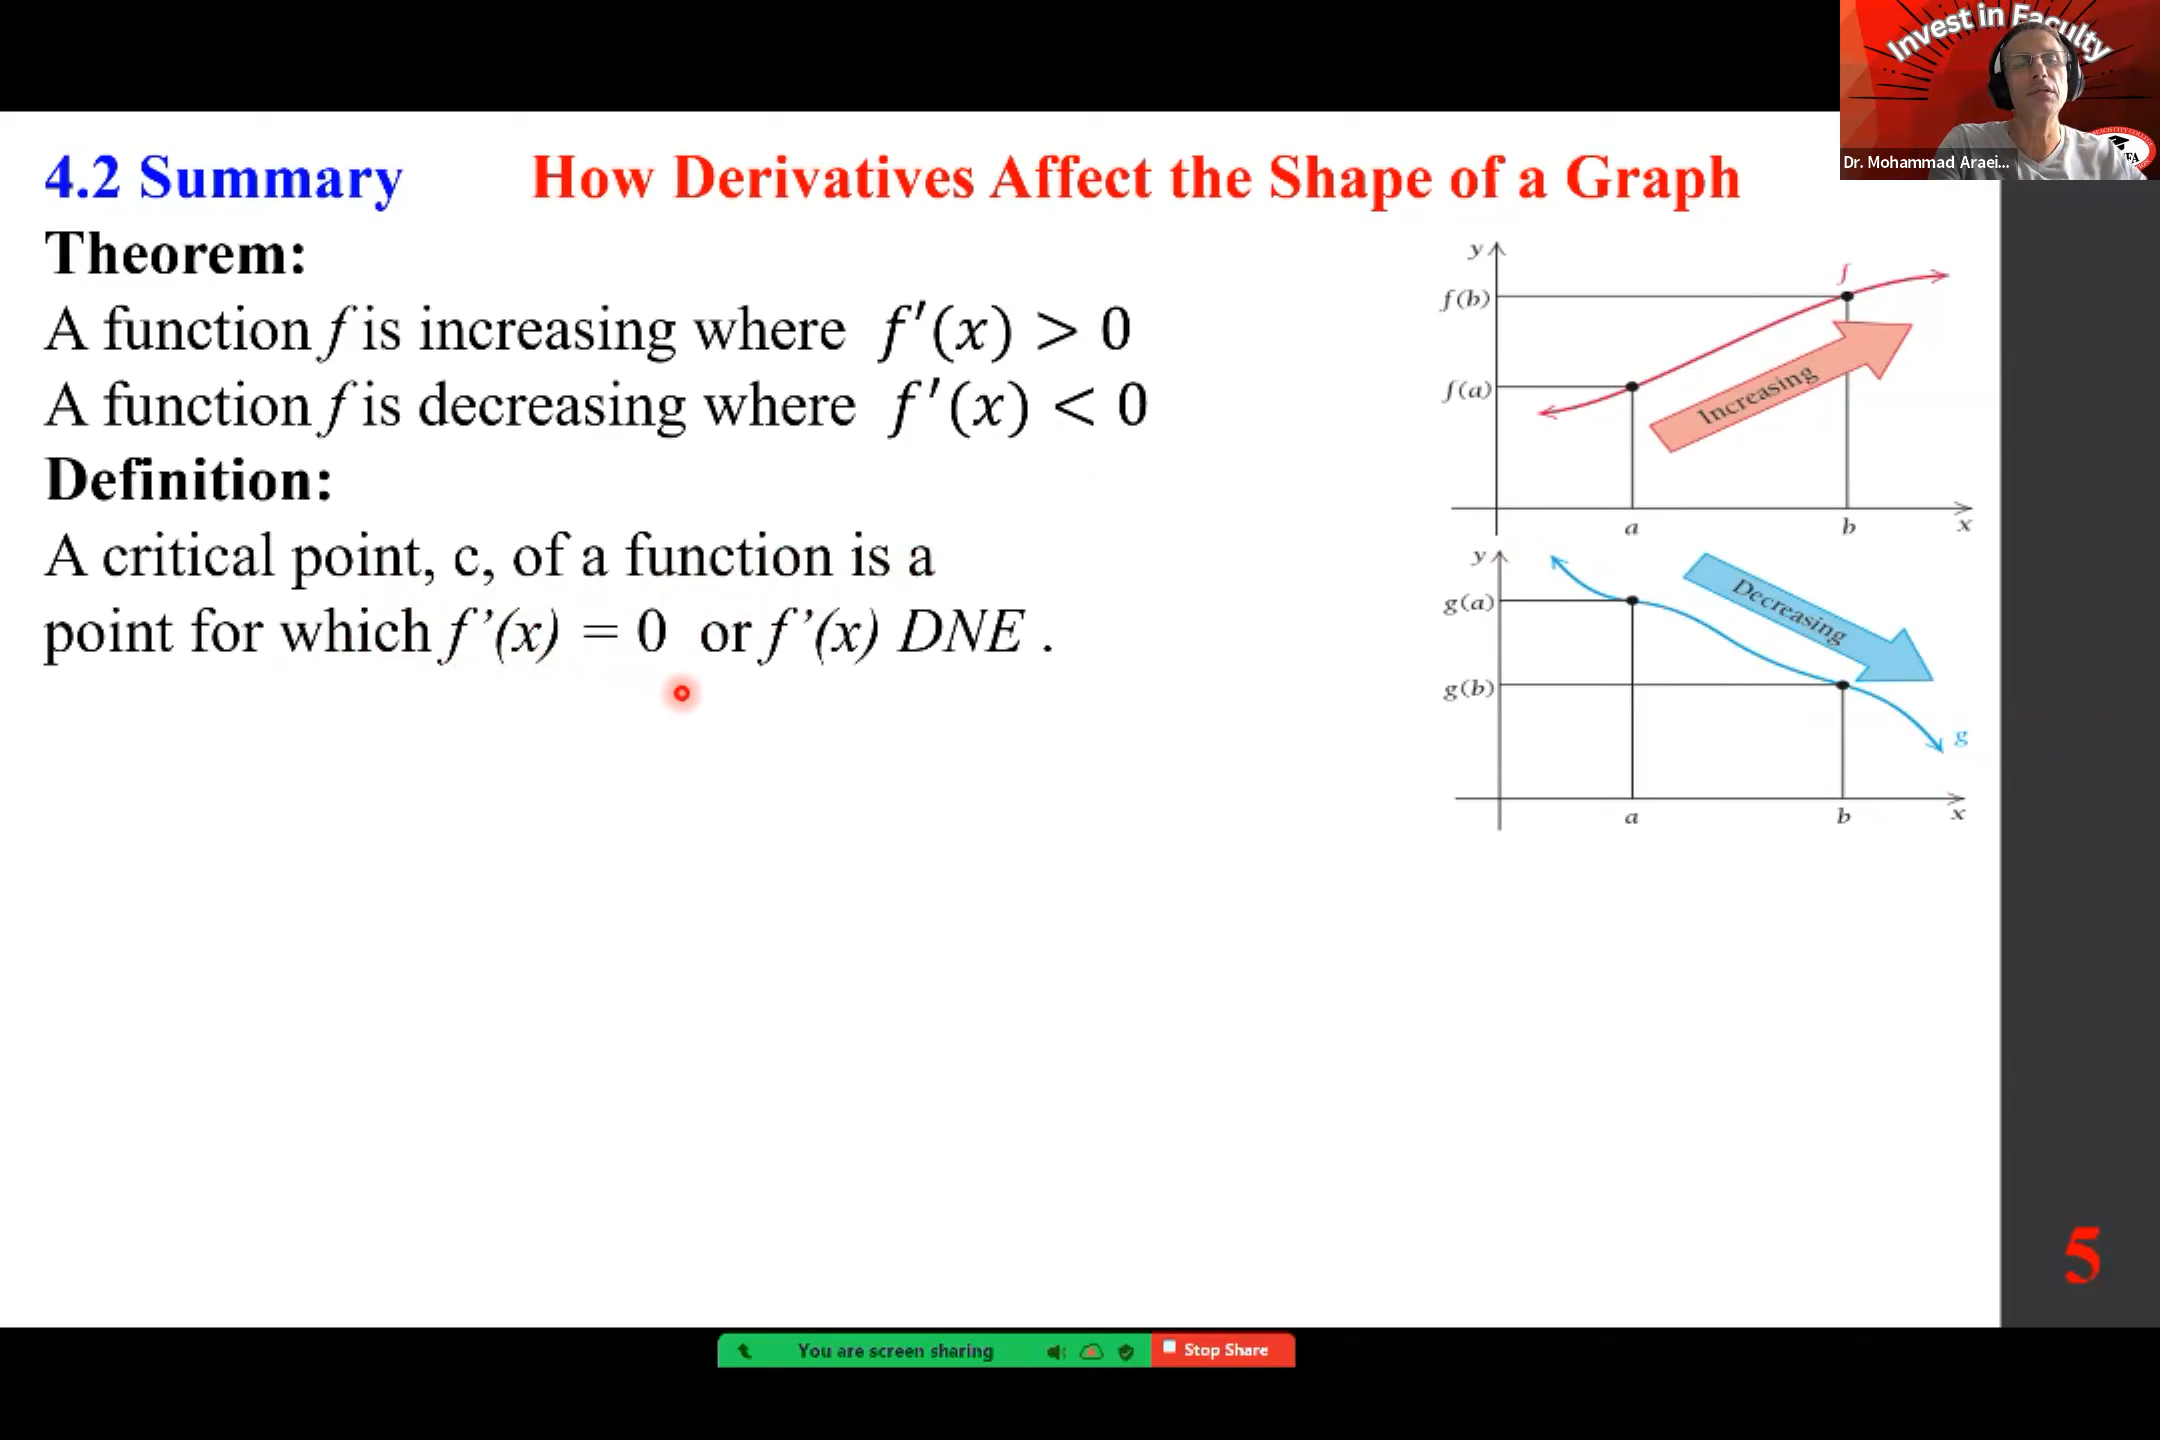 Invest in Faculty
Dr. Mohammad Araei...
4.2 Summary How Derivatives Affect the Shape of a Graph
Theorem:
A function f is increasing where f′(x) > 0
A function f is decreasing where f′(x) < 0
Definition:
A critical point, c, of a function is a
point for which f’(x) = 0 or f’(x) DNE .
y
f
f(b)
f(a)
Increasing
a b x
y
Decreasing
g(a)
g(b)
g
a b x
5
You are screen sharing Stop Share